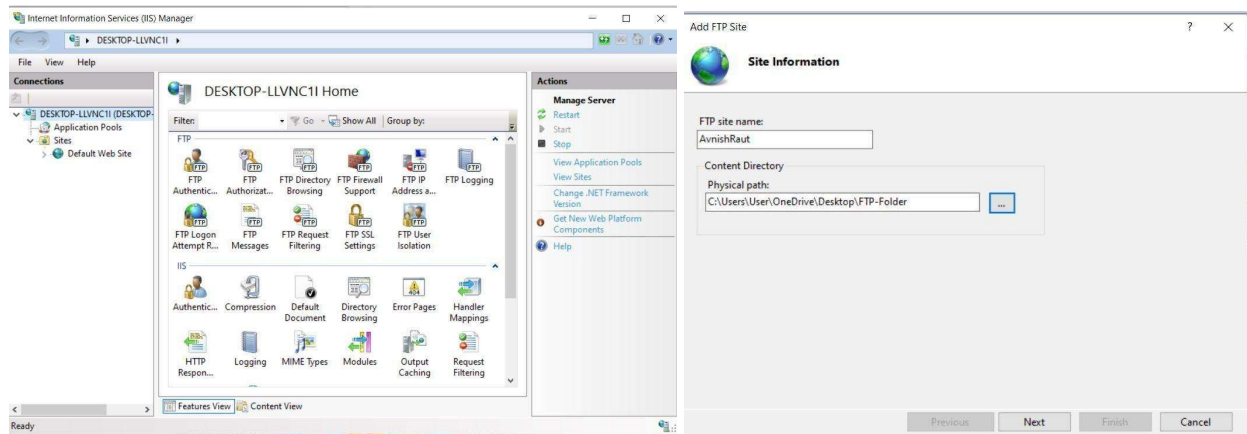 Internet Information Services (IIS) Manager
DESKTOP-LLVNC1I
File View Help
Connections
DESKTOP-LLVNC1I (DESKTOP-
Application Pools
Sites
Default Web Site
DESKTOP-LLVNC1I Home
Filter: Go Show All Group by:
FTP
FTP Authentic... FTP Authorizat... FTP Directory Browsing FTP Firewall Support FTP IP Address a... FTP Logging
FTP Logon Attempt R... FTP Messages FTP Request Filtering FTP SSL Settings FTP User Isolation
IIS
Authentic... Compression Default Document Directory Browsing Error Pages Handler Mappings
HTTP Respon... Logging MIME Types Modules Output Caching Request Filtering
Features View Content View
Ready
Actions
Manage Server
Restart
Start
Stop
View Application Pools
View Sites
Change .NET Framework
Version
Get New Web Platform
Components
Help
Add FTP Site ?
Site Information
FTP site name:
AvnishRaut
Content Directory
Physical path:
C:\Users\User\OneDrive\Desktop\FTP-Folder
...
Previous Next Finish Cancel